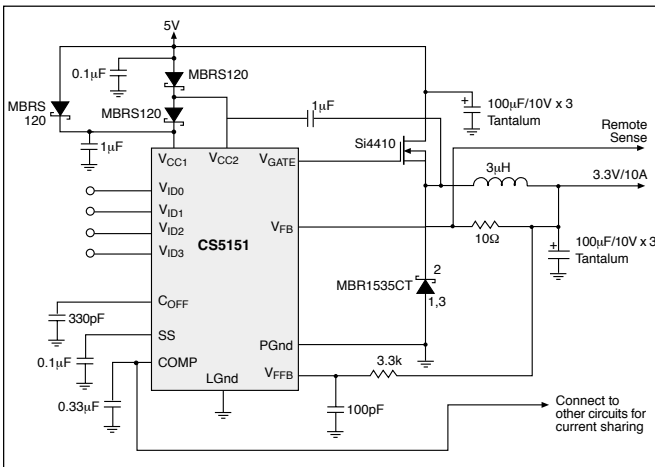 5V
0.1μF
MBRS120
MBRS
120
MBRS120
1μF
1μF
100μF/10V x 3
Tantalum
Si4410
Remote
Sense
3μH
3.3V/10A
VCC1
VCC2
VGATE
VID0
VID1
VID2
VID3
CS5151
VFB
10Ω
100μF/10V x 3
Tantalum
MBR1535CT
2
1,3
COFF
330pF
SS
0.1μF
COMP
0.33μF
LGnd
PGnd
VFFB
3.3k
100pF
Connect to
other circuits for
current sharing